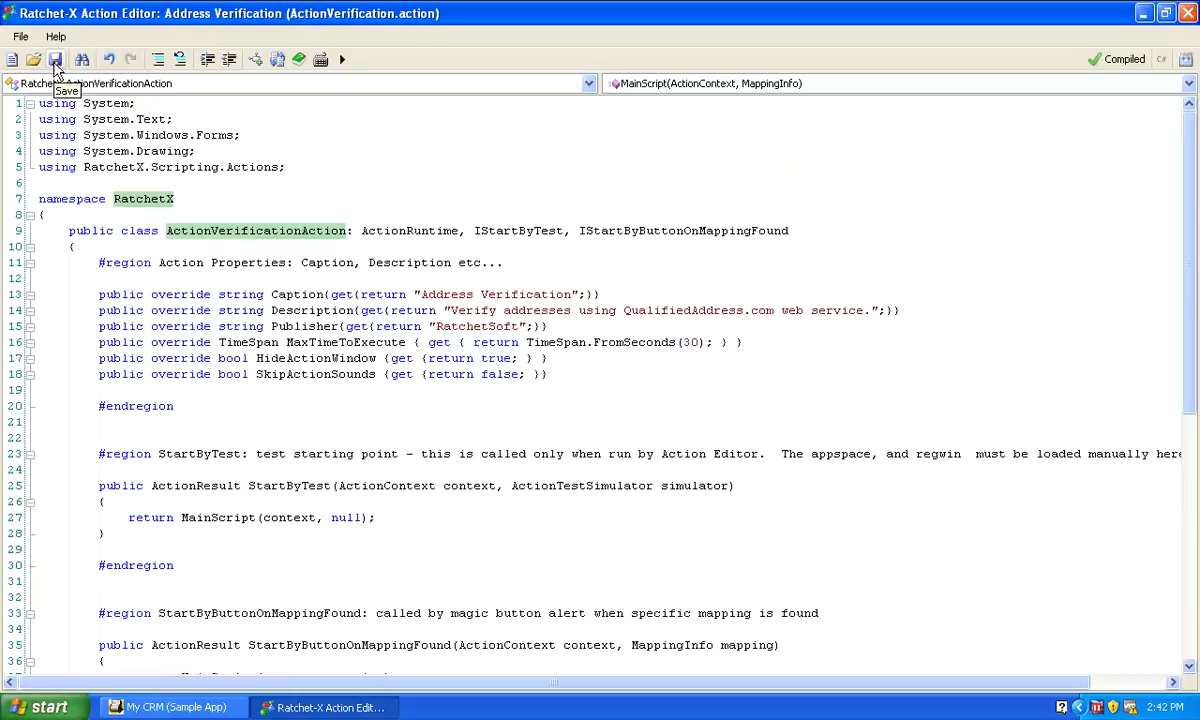 Ratchet-X Action Editor: Address Verification (ActionVerification.action)
File Help
Compiled
Save
ActionVerificationAction
MainScript(ActionContext, MappingInfo)
1 using System;
2 using System.Text;
3 using System.Windows.Forms;
4 using System.Drawing;
5 using RatchetX.Scripting.Actions;
6
7 namespace RatchetX
8 {
9 public class ActionVerificationAction: ActionRuntime, IStartByTest, IStartByButtonOnMappingFound
10 {
11 #region Action Properties: Caption, Description etc...
12
13 public override string Caption{get{return "Address Verification";}}
14 public override string Description{get{return "Verify addresses using QualifiedAddress.com web service.";}}
15 public override string Publisher{get{return "RatchetSoft";}}
16 public override TimeSpan MaxTimeToExecute { get { return TimeSpan.FromSeconds(30); } }
17 public override bool HideActionWindow {get {return true; } }
18 public override bool SkipActionSounds {get {return false; }}
19
20 #endregion
21
22
23 #region StartByTest: test starting point - this is called only when run by Action Editor. The appspace, and regwin must be loaded manually here
24
25 public ActionResult StartByTest(ActionContext context, ActionTestSimulator simulator)
26 {
27 return MainScript(context, null);
28 }
29
30 #endregion
31
32
33 #region StartByButtonOnMappingFound: called by magic button alert when specific mapping is found
34
35 public ActionResult StartByButtonOnMappingFound(ActionContext context, MappingInfo mapping)
36 {
start My CRM (Sample App) Ratchet-X Action Edit... 2:42 PM